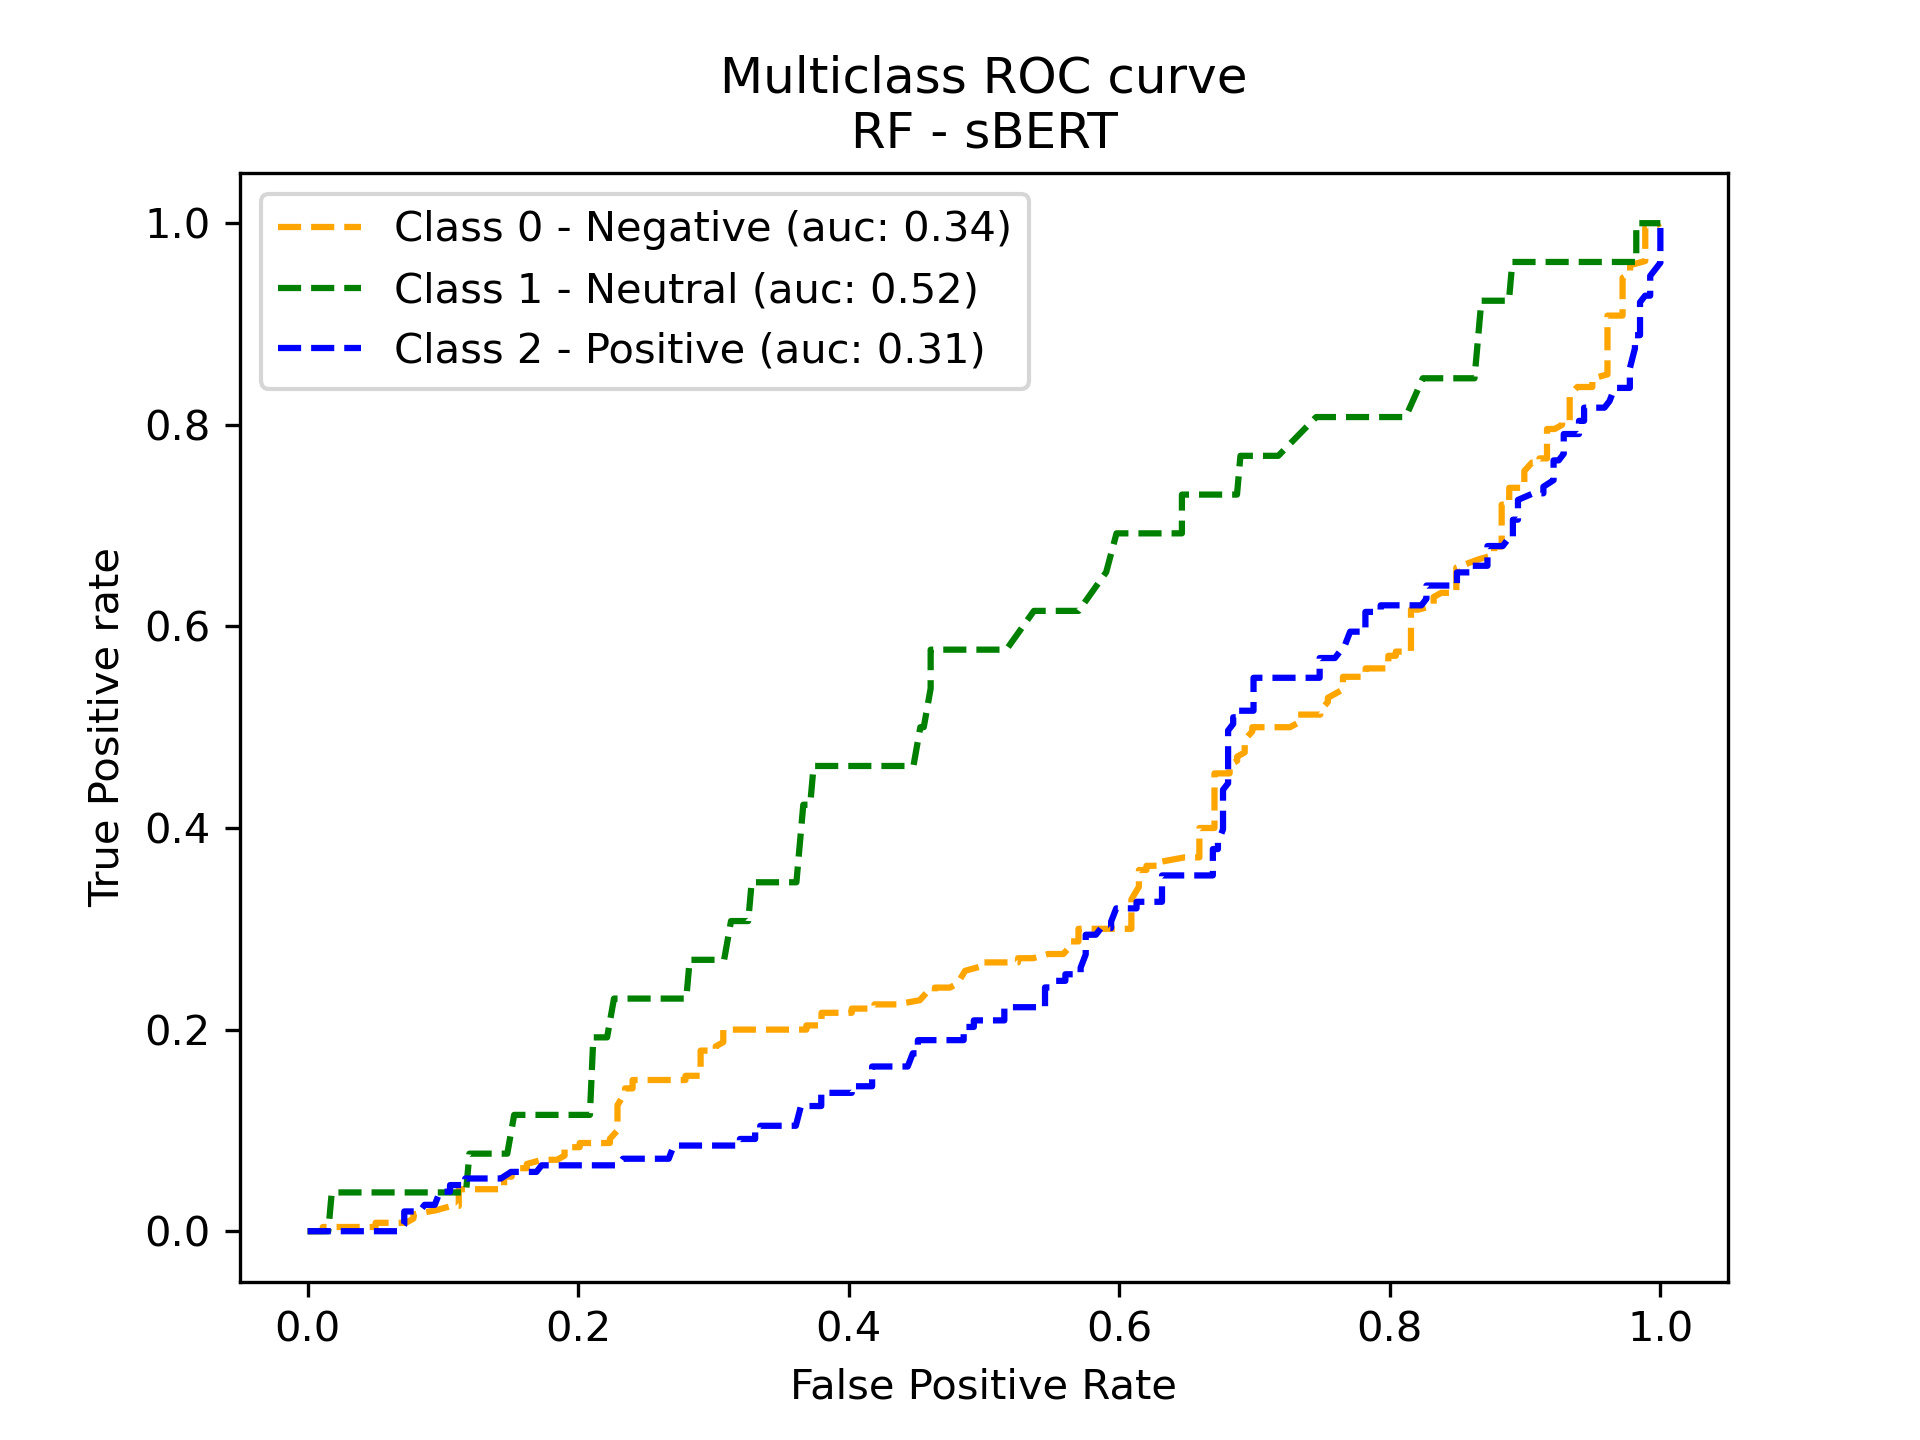 Multiclass ROC curve
RF - sBERT
Class 0 - Negative (auc: 0.34)
Class 1 - Neutral (auc: 0.52)
Class 2 - Positive (auc: 0.31)
True Positive rate
1.0
0.8
0.6
0.4
0.2
0.0
0.0 0.2 0.4 0.6 0.8 1.0
False Positive Rate